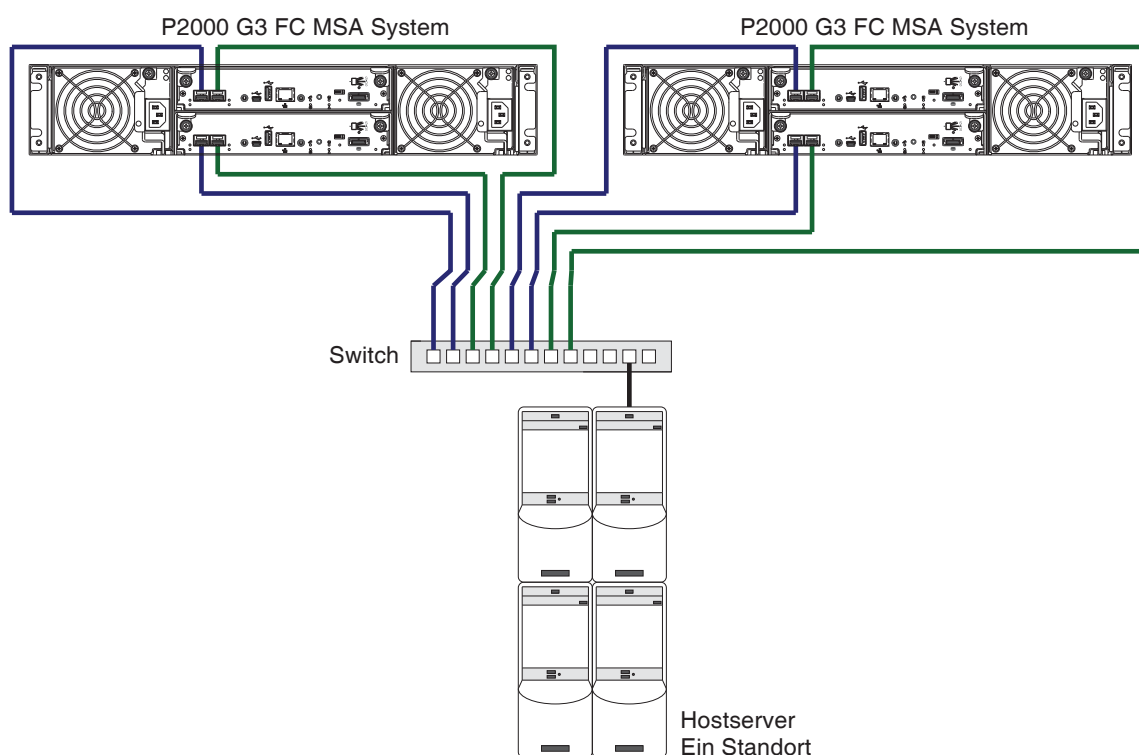 P2000 G3 FC MSA System
P2000 G3 FC MSA System
Switch
Hostserver
Ein Standort